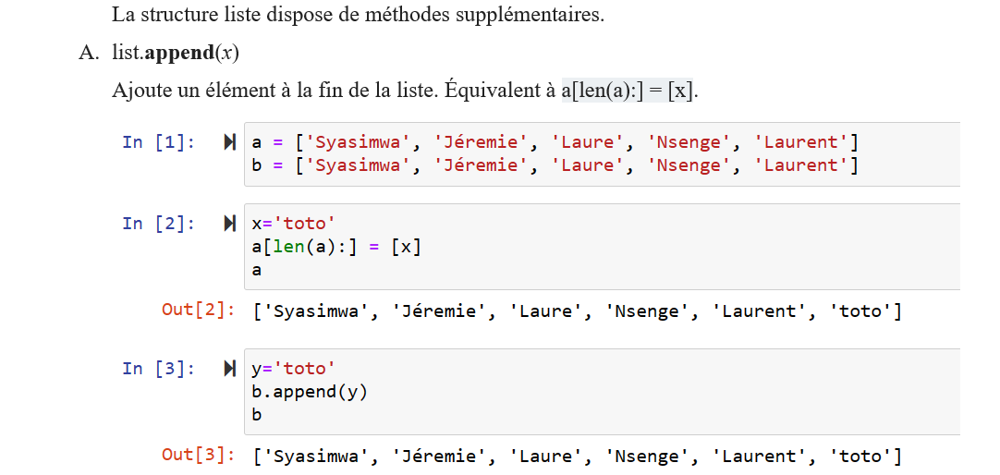 La structure liste dispose de méthodes supplémentaires.
A. list.append(x)
Ajoute un élément à la fin de la liste. Équivalent à a[len(a):] = [x].
In [1]: a = ['Syasimwa', 'Jéremie', 'Laure', 'Nsenge', 'Laurent']
b = ['Syasimwa', 'Jéremie', 'Laure', 'Nsenge', 'Laurent']
In [2]: x='toto'
a[len(a):] = [x]
a
Out[2]: ['Syasimwa', 'Jéremie', 'Laure', 'Nsenge', 'Laurent', 'toto']
In [3]: y='toto'
b.append(y)
b
Out[3]: ['Syasimwa', 'Jéremie', 'Laure', 'Nsenge', 'Laurent', 'toto']